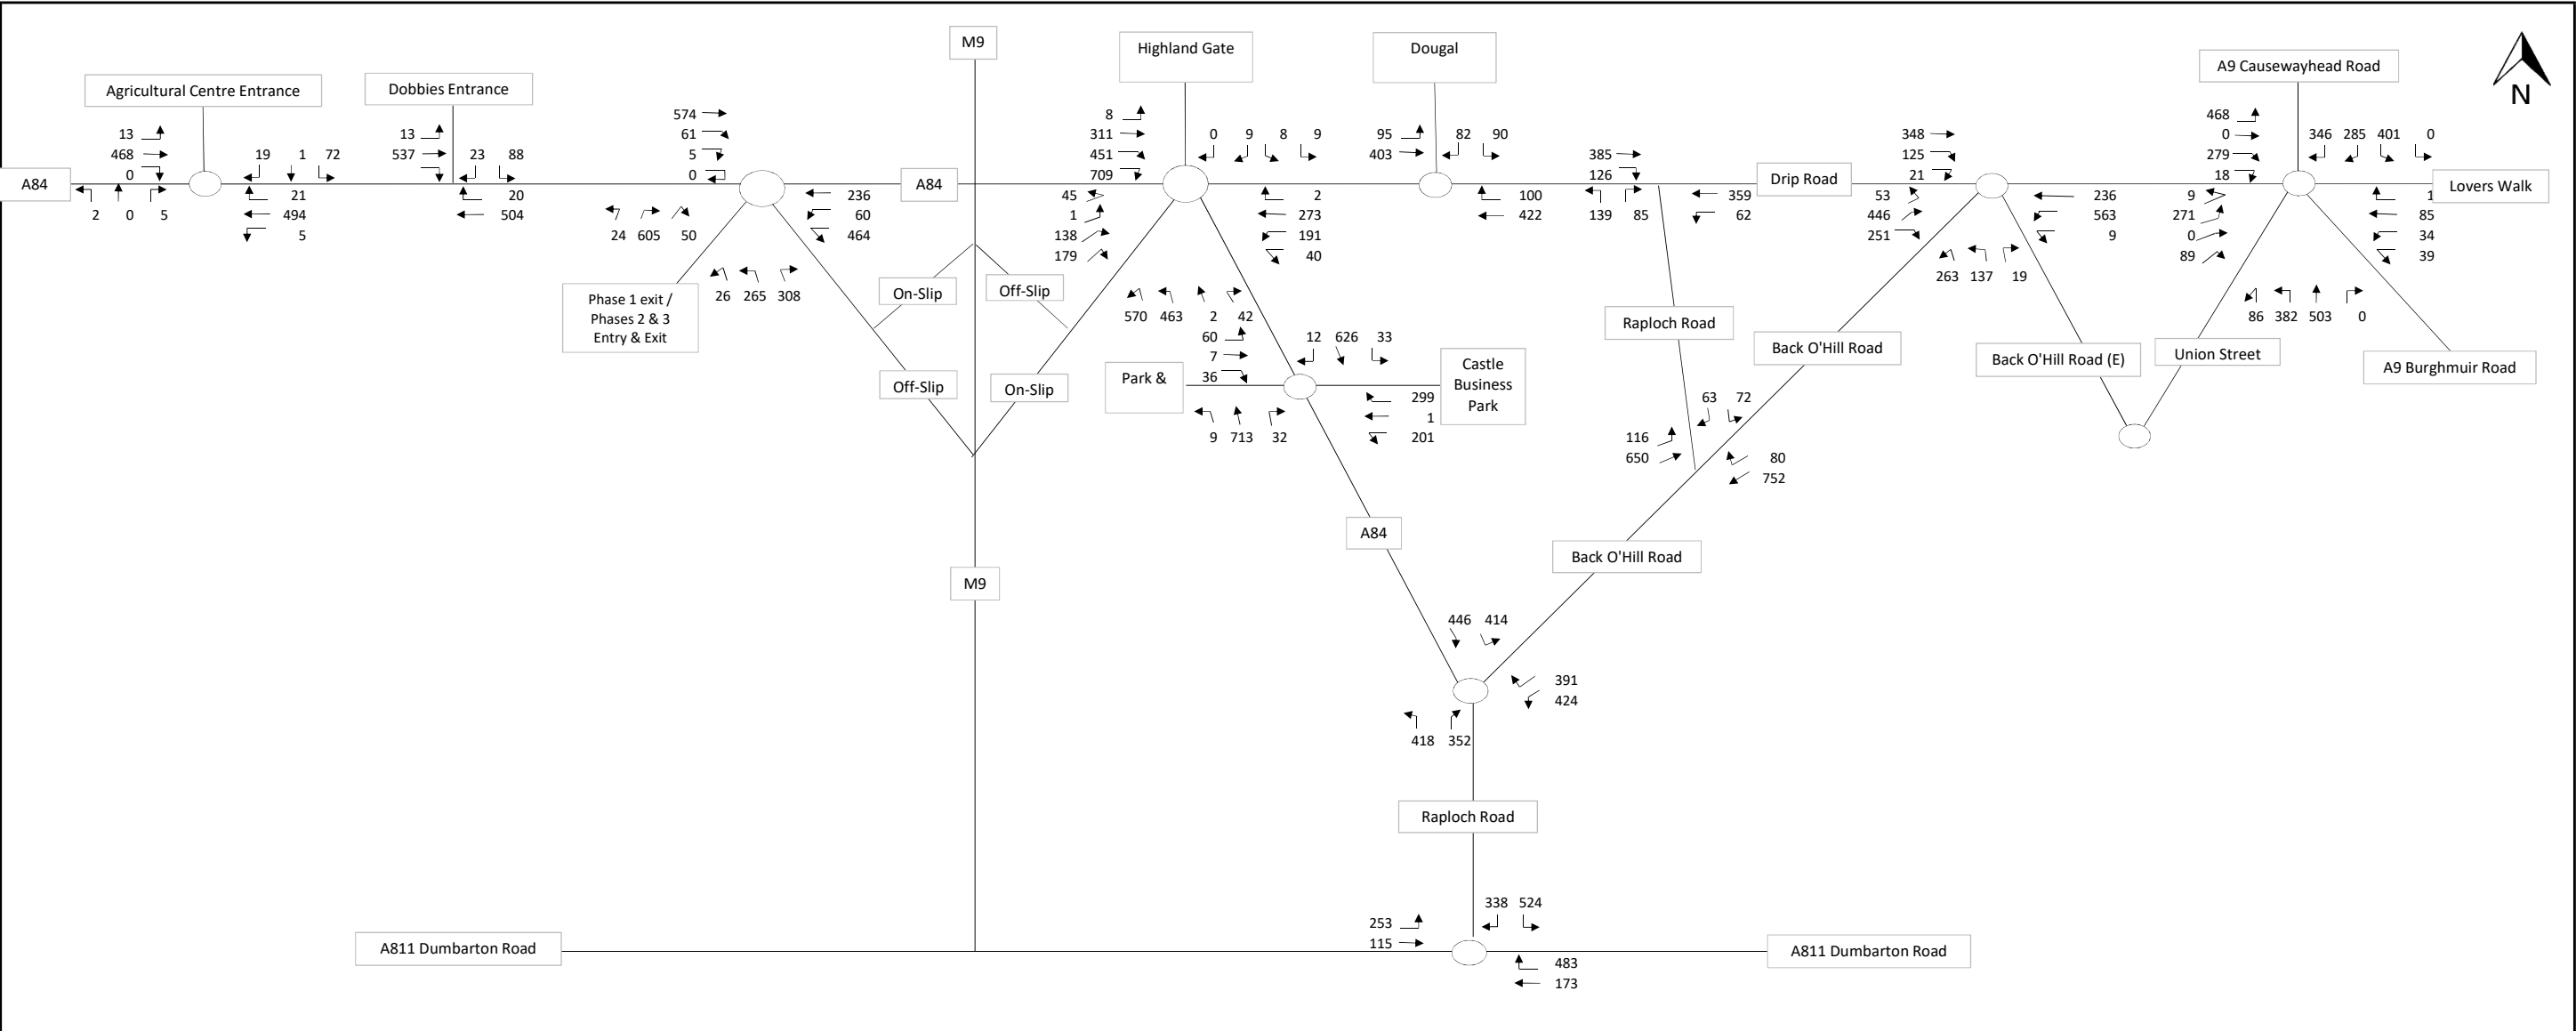 M9
Highland Gate
Dougal
A9 Causewayhead Road
N
Agricultural Centre Entrance
Dobbies Entrance
13
468
0
19 1 72
13
537
23 88
574
61
5
0
8
311
451
709
0 9 8 9
95
403
82 90
385
126
348
125
21
468
0
279
18
346 285 401 0
A84
A84
Drip Road
Lovers Walk
2 0 5
21
494
5
20
504
24 605 50
236
60
464
45
1
138
179
2
273
191
40
100
422
139 85
359
62
53
446
251
236
563
9
9
271
0
89
1
85
34
39
26 265 308
263 137 19
86 382 503 0
Phase 1 exit /
Phases 2 & 3
Entry & Exit
On-Slip
Off-Slip
570 463 2 42
Raploch Road
Back O'Hill Road
Back O'Hill Road (E)
Union Street
A9 Burghmuir Road
60
7
36
12 626 33
Park &
Castle
Business
Park
Off-Slip
On-Slip
9 713 32
299
1
201
63 72
116
650
80
752
A84
Back O'Hill Road
M9
446 414
391
424
418 352
Raploch Road
338 524
253
115
A811 Dumbarton Road
A811 Dumbarton Road
483
173